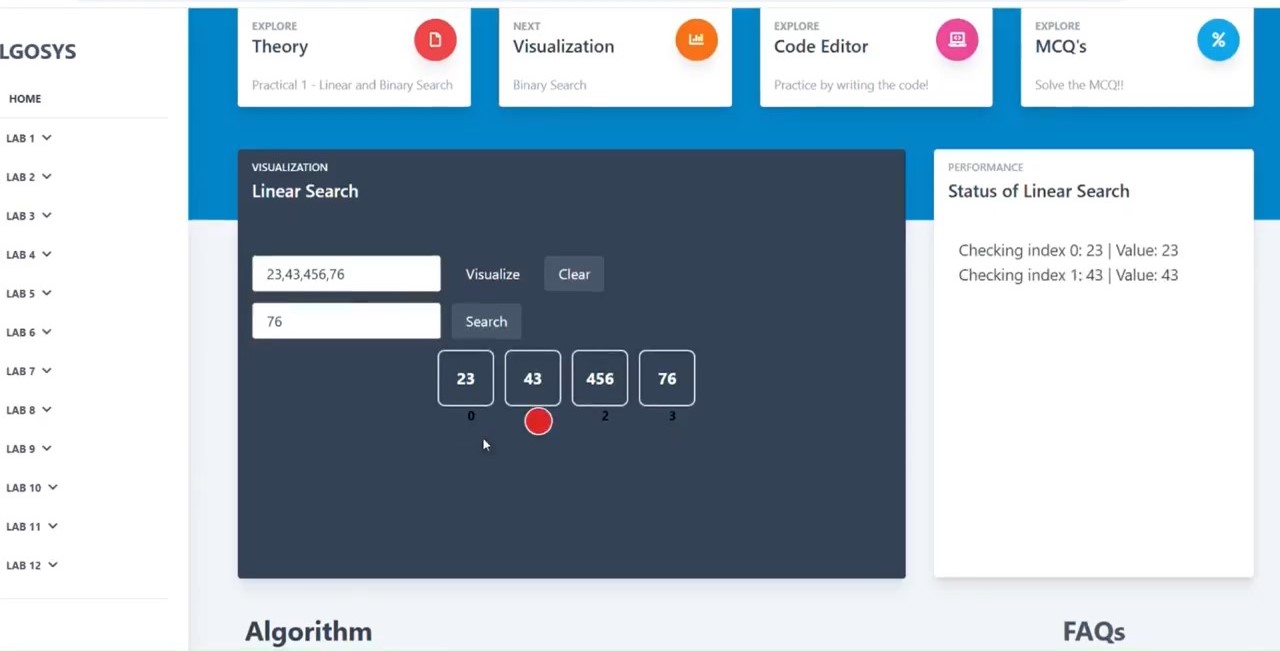 LGOSYS
HOME
LAB 1
LAB 2
LAB 3
LAB 4
LAB 5
LAB 6
LAB 7
LAB 8
LAB 9
LAB 10
LAB 11
LAB 12
EXPLORE
Theory
Practical 1 - Linear and Binary Search
NEXT
Visualization
Binary Search
EXPLORE
Code Editor
Practice by writing the code!
EXPLORE
MCQ's
Solve the MCQ!!
VISUALIZATION
Linear Search
23,43,456,76 Visualize Clear
76 Search
23 43 456 76
0 2 3
PERFORMANCE
Status of Linear Search
Checking index 0: 23 | Value: 23
Checking index 1: 43 | Value: 43
Algorithm
FAQs